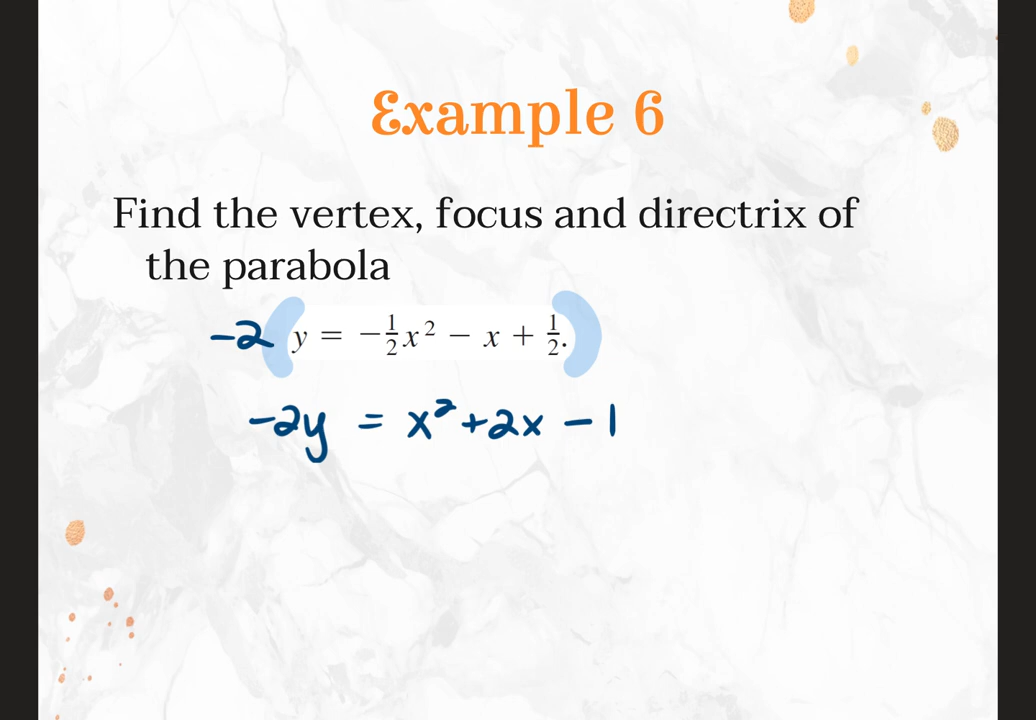 Example 6
Find the vertex, focus and directrix of
the parabola
-2 ( y = −½x² − x + ½. )
-2y = x² + 2x − 1